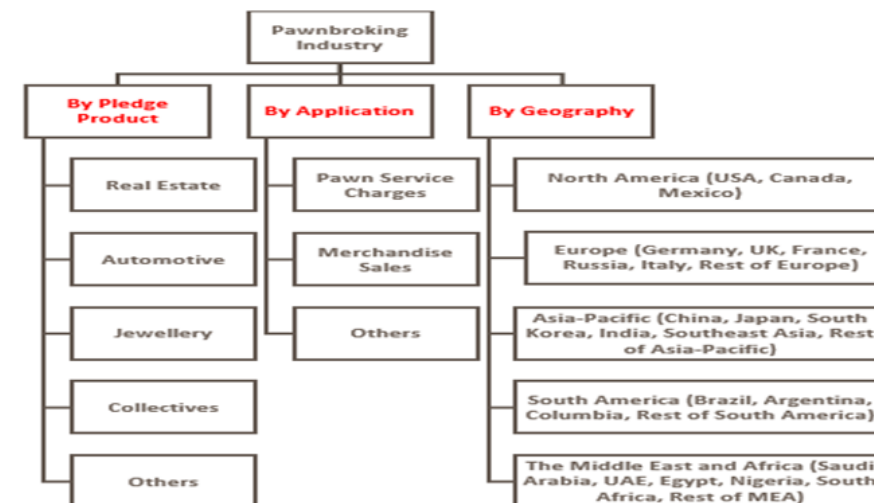 Pawnbroking
Industry
By Pledge
Product
Real Estate
Automotive
Jewellery
Collectives
Others
By Application
Pawn Service
Charges
Merchandise
Sales
Others
By Geography
North America (USA, Canada,
Mexico)
Europe (Germany, UK, France,
Russia, Italy, Rest of Europe)
Asia-Pacific (China, Japan, South
Korea, India, Southeast Asia, Rest
of Asia-Pacific)
South America (Brazil, Argentina,
Columbia, Rest of South America)
The Middle East and Africa (Saudi
Arabia, UAE, Egypt, Nigeria, South
Africa, Rest of MEA)